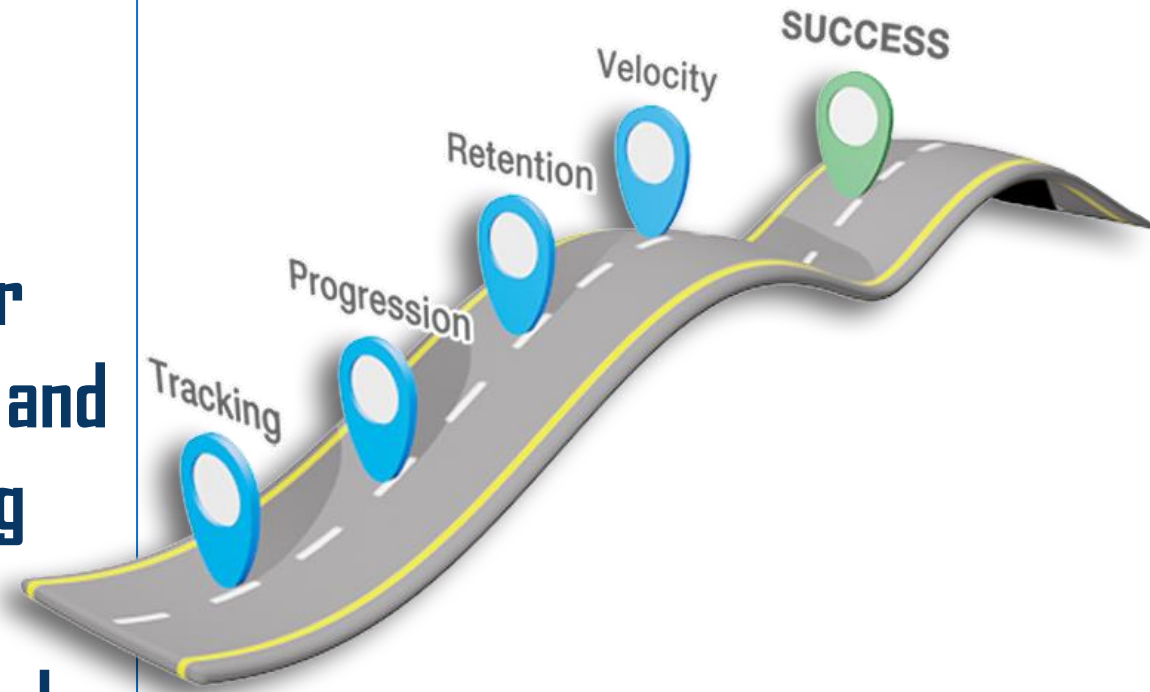 r
and
g
SUCCESS
Velocity
Retention
Progression
Tracking